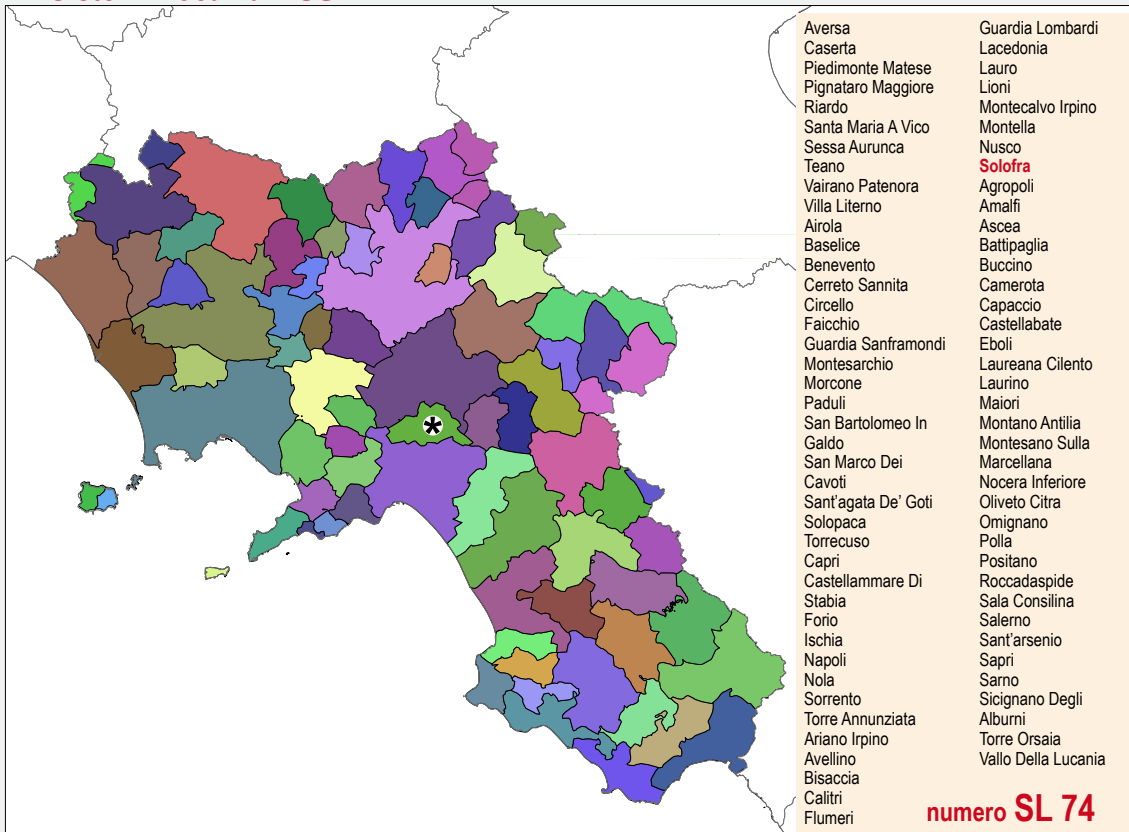 Aversa
Caserta
Piedimonte Matese
Pignataro Maggiore
Riardo
Santa Maria A Vico
Sessa Aurunca
Teano
Vairano Patenora
Villa Literno
Airola
Baselice
Benevento
Cerreto Sannita
Circello
Faicchio
Guardia Sanframondi
Montesarchio
Morcone
Paduli
San Bartolomeo In
Galdo
San Marco Dei
Cavoti
Sant'agata De' Goti
Solopaca
Torrecuso
Capri
Castellammare Di
Stabia
Forio
Ischia
Napoli
Nola
Sorrento
Torre Annunziata
Ariano Irpino
Avellino
Bisaccia
Calitri
Flumeri
Guardia Lombardi
Lacedonia
Lauro
Lioni
Montecalvo Irpino
Montella
Nusco
Solofra
Agropoli
Amalfi
Ascea
Battipaglia
Buccino
Camerota
Capaccio
Castellabate
Eboli
Laureana Cilento
Laurino
Maiori
Montano Antilia
Montesano Sulla
Marcellana
Nocera Inferiore
Oliveto Citra
Omignano
Polla
Positano
Roccadaspide
Sala Consilina
Salerno
Sant'arsenio
Sapri
Sarno
Sicignano Degli
Alburni
Torre Orsaia
Vallo Della Lucania
numero SL 74
*